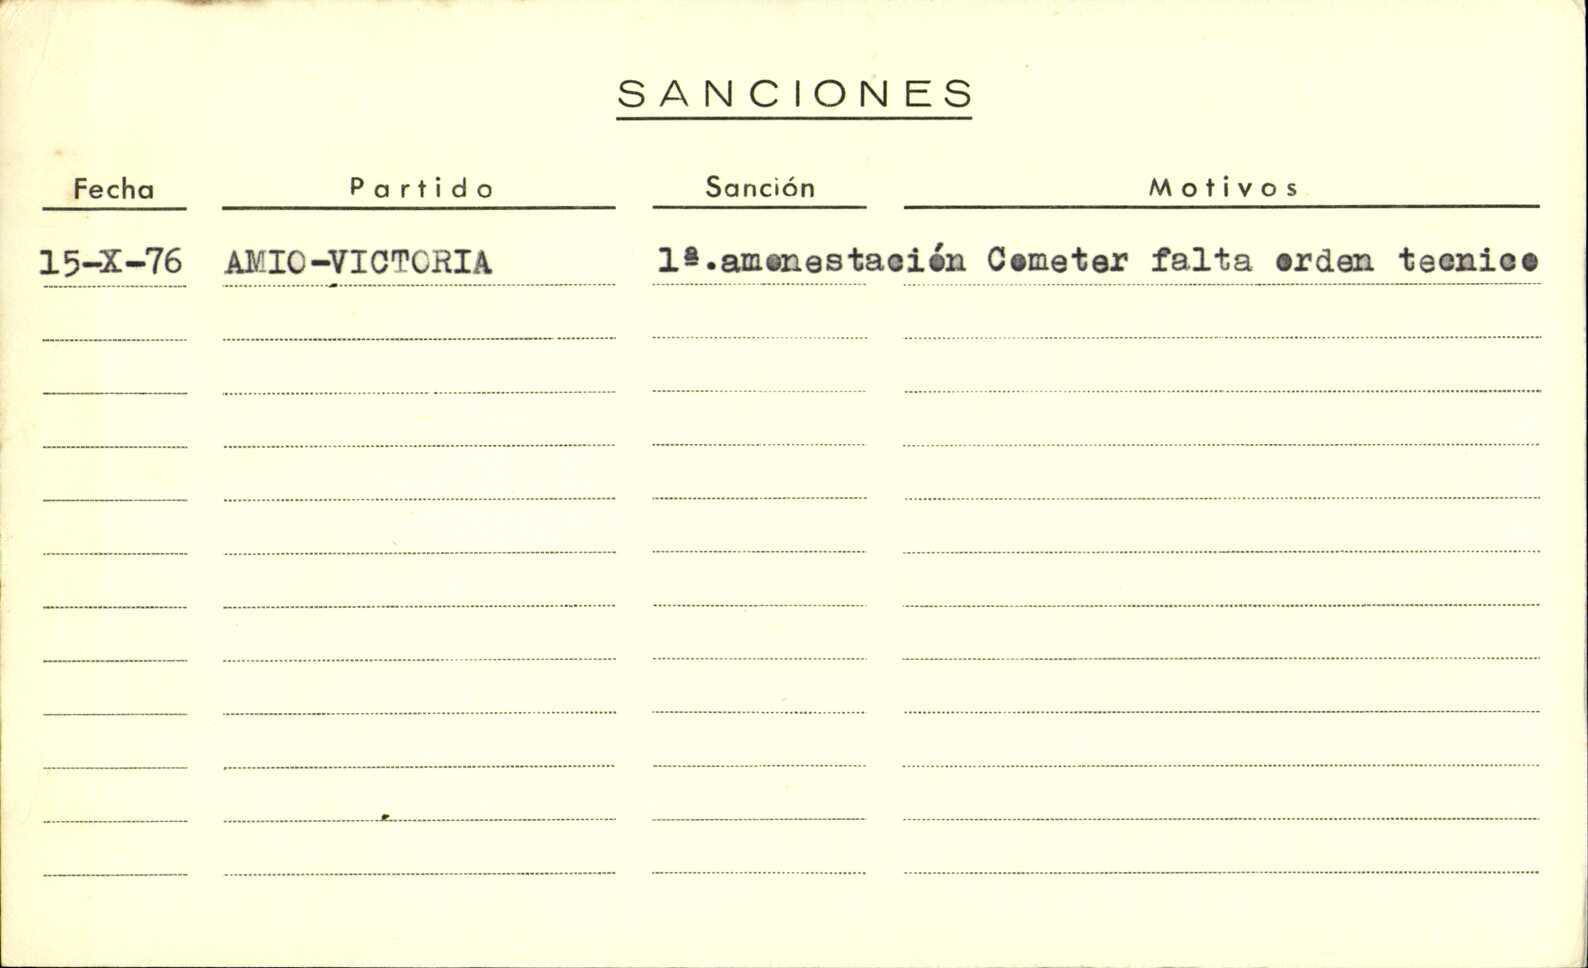 SANCIONES
Fecha Partido Sanción Motivos
15-X-76 AMIO-VICTORIA 1ª.amonestación Cometer falta orden tecnico